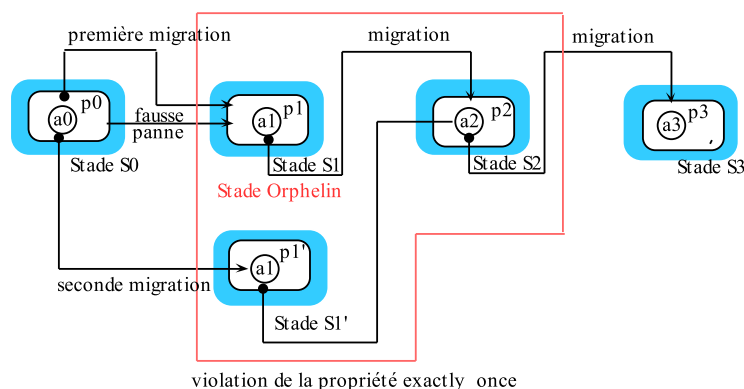 première migration
migration
migration
p0
a0
fausse
panne
p1
a1
p2
a2
p3
a3
,
Stade S0
Stade S1
Stade S2
Stade S3
Stade Orphelin
p1'
a1
seconde migration
Stade S1'
violation de la propriété exactly once